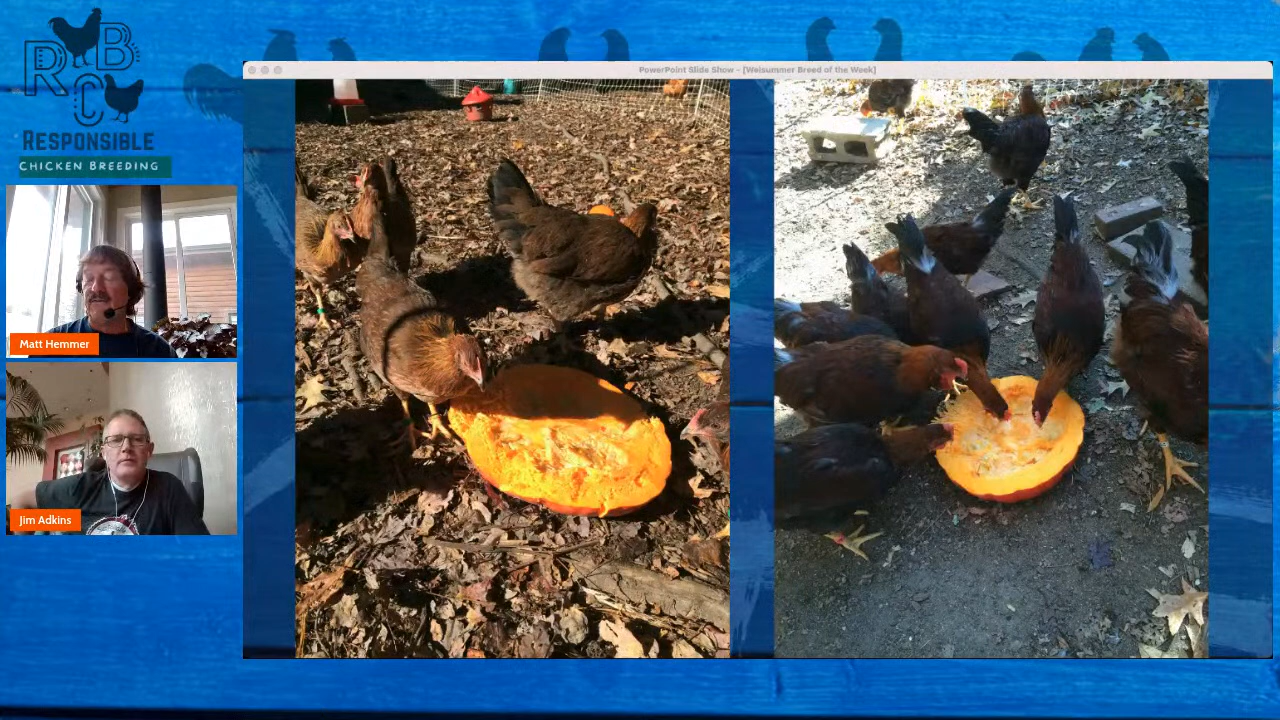 RBC
RESPONSIBLE
CHICKEN BREEDING
PowerPoint Slide Show - [Welsummer Breed of the Week]
Matt Hemmer
Jim Adkins